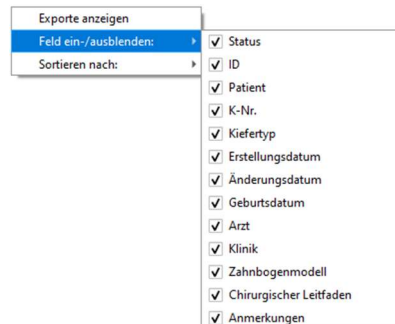 Exporte anzeigen
Feld ein-/ausblenden:
Sortieren nach:
Status
ID
Patient
K-Nr.
Kiefertyp
Erstellungsdatum
Änderungsdatum
Geburtsdatum
Arzt
Klinik
Zahnbogenmodell
Chirurgischer Leitfaden
Anmerkungen